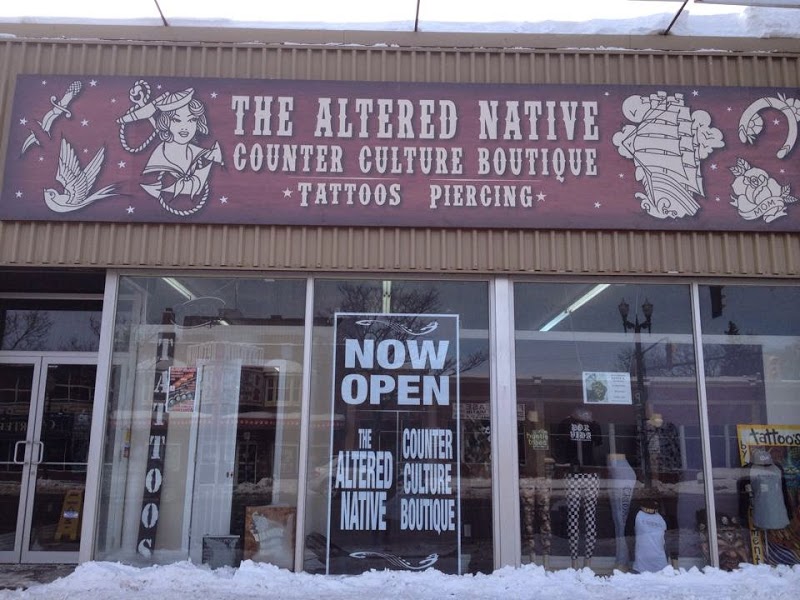 THE ALTERED NATIVE
COUNTER CULTURE BOUTIQUE
TATTOOS PIERCING
MOM
TATTOOS
NOW
OPEN
THE
ALTERED
NATIVE
COUNTER
CULTURE
BOUTIQUE
tattoos